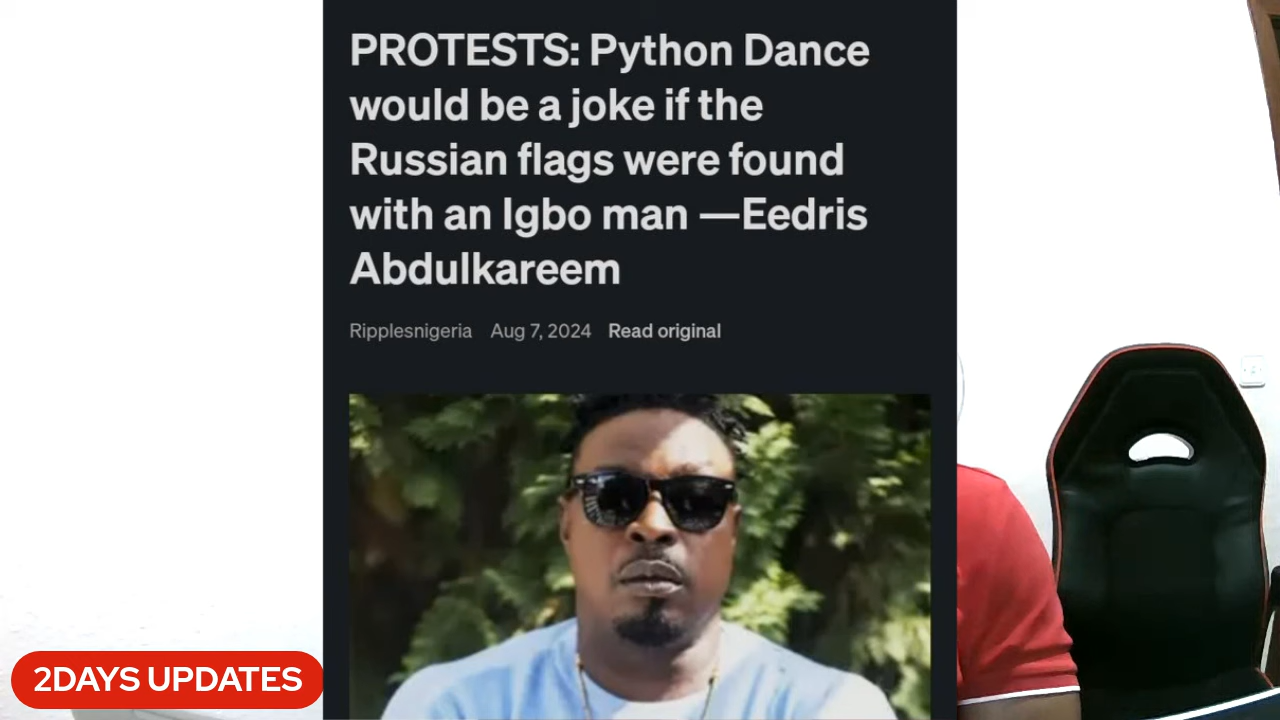 PROTESTS: Python Dance
would be a joke if the
Russian flags were found
with an Igbo man —Eedris
Abdulkareem
Ripplesnigeria Aug 7, 2024 Read original
2DAYS UPDATES